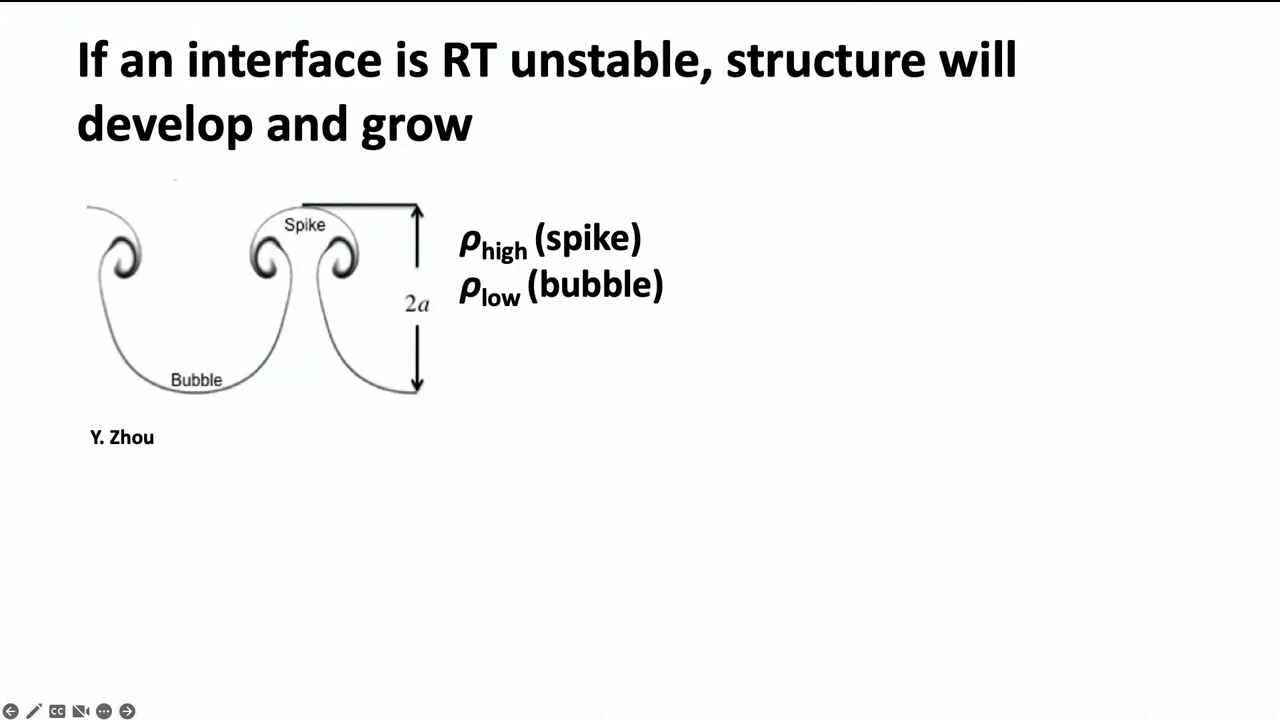 If an interface is RT unstable, structure will
develop and grow
Spike
2a
Bubble
ρhigh (spike)
ρlow (bubble)
Y. Zhou
CC